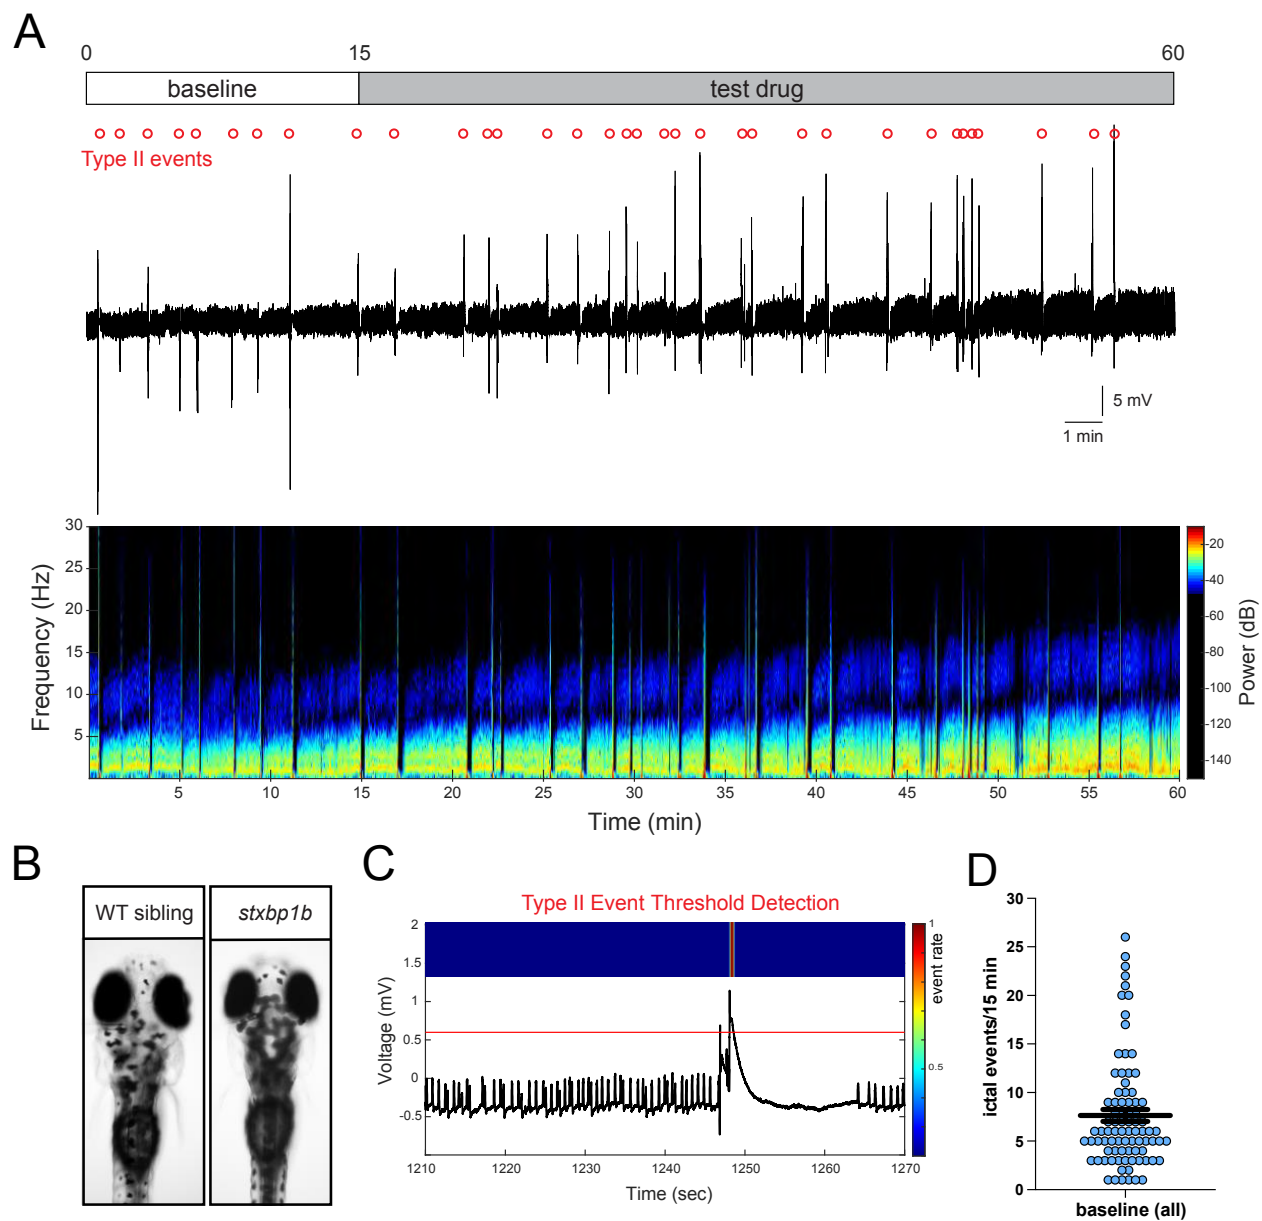 A
0 15 60
baseline test drug
Type II events
5 mV
1 min
30
25
20
15
10
5
Frequency (Hz)
5 10 15 20 25 30 35 40 45 50 55 60
Time (min)
-20
-40
-60
-80
-100
-120
-140
Power (dB)
B
WT sibling stxbp1b
C
Type II Event Threshold Detection
2
1.5
1
0.5
0
-0.5
Voltage (mV)
1210 1220 1230 1240 1250 1260 1270
Time (sec)
1
0.5
event rate
D
30
25
20
15
10
5
0
ictal events/15 min
baseline (all)